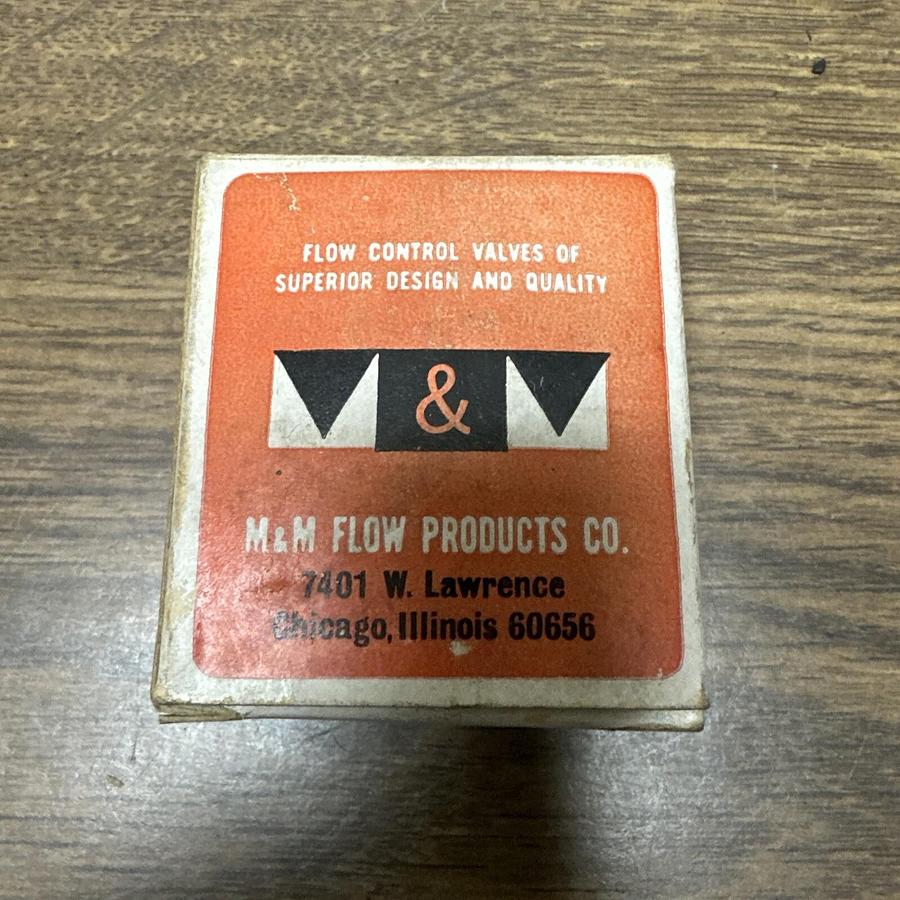 FLOW CONTROL VALVES OF
SUPERIOR DESIGN AND QUALITY
M & M
M&M FLOW PRODUCTS CO.
7401 W. Lawrence
Chicago, Illinois 60656